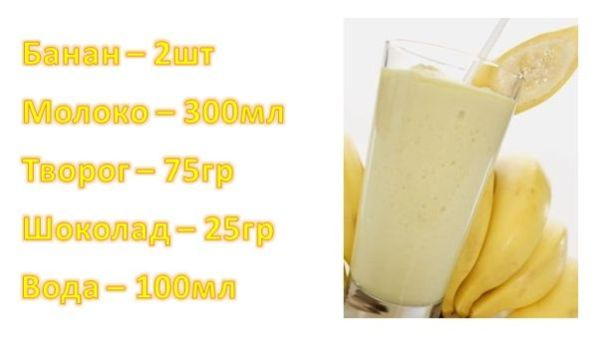 Банан – 2шт
Молоко – 300мл
Творог – 75гр
Шоколад – 25гр
Вода – 100мл